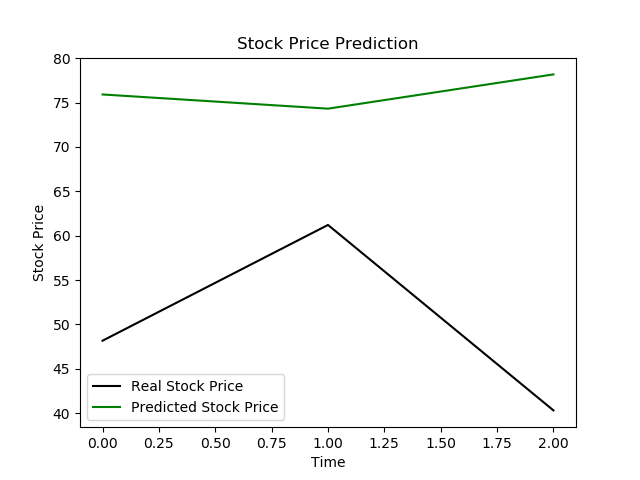 Stock Price Prediction
80
75
70
65
60
55
50
45
40
Stock Price
Real Stock Price
Predicted Stock Price
0.00 0.25 0.50 0.75 1.00 1.25 1.50 1.75 2.00
Time